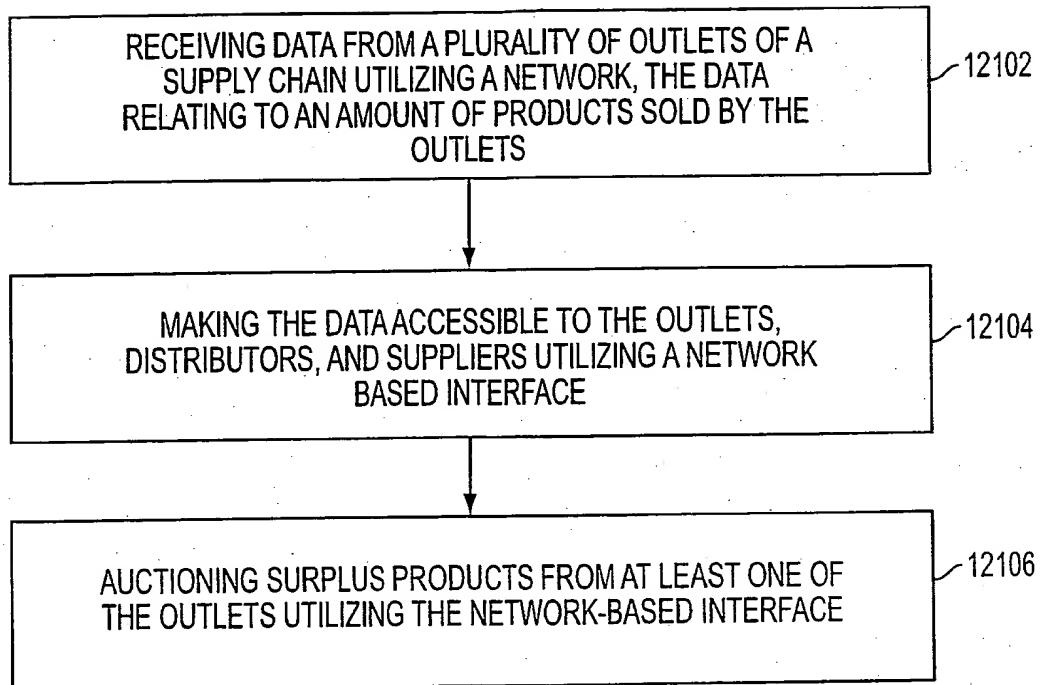 RECEIVING DATA FROM A PLURALITY OF OUTLETS OF A
SUPPLY CHAIN UTILIZING A NETWORK, THE DATA
RELATING TO AN AMOUNT OF PRODUCTS SOLD BY THE
OUTLETS
12102
MAKING THE DATA ACCESSIBLE TO THE OUTLETS,
DISTRIBUTORS, AND SUPPLIERS UTILIZING A NETWORK
BASED INTERFACE
12104
AUCTIONING SURPLUS PRODUCTS FROM AT LEAST ONE OF
THE OUTLETS UTILIZING THE NETWORK-BASED INTERFACE
12106